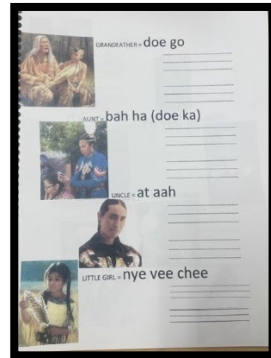 GRANDFATHER = doe go
AUNT = bah ha (doe ka)
UNCLE = at aah
LITTLE GIRL = nye vee chee